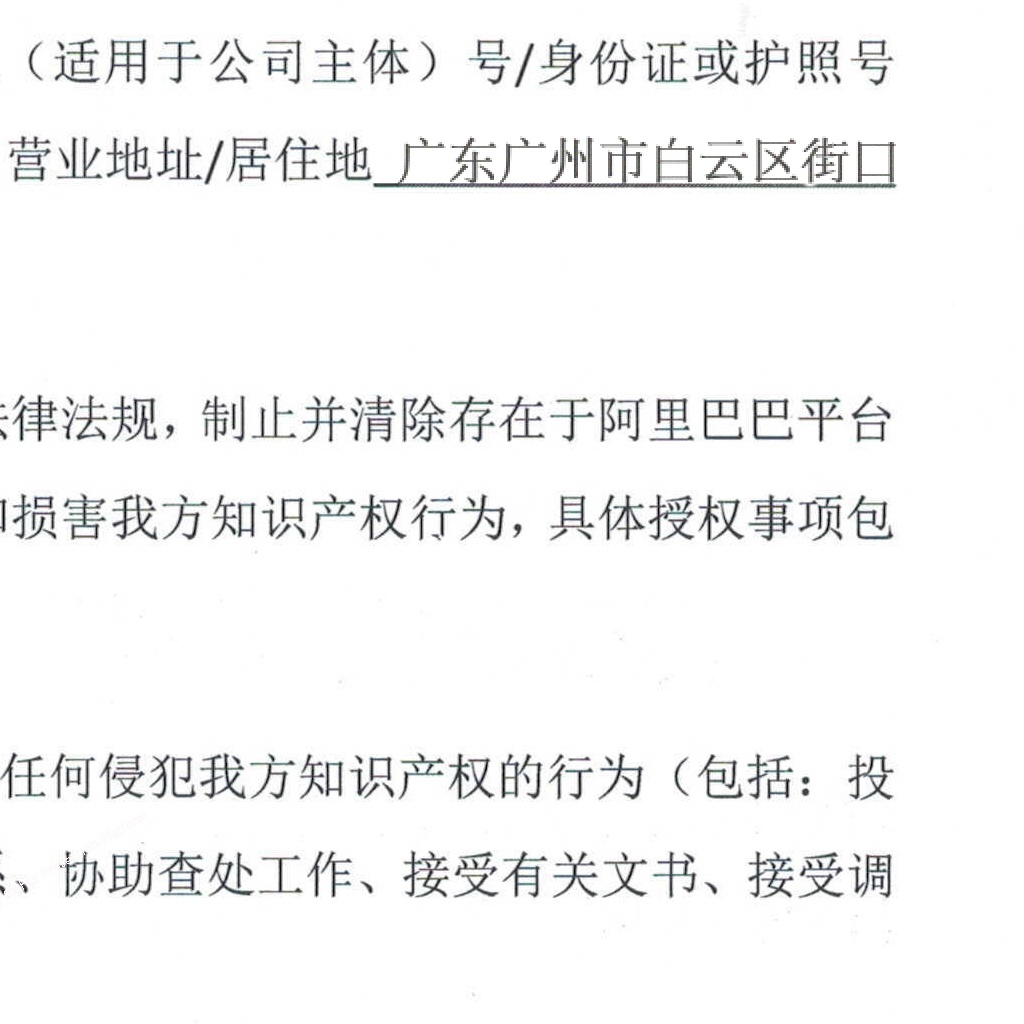 （适用于公司主体）号/身份证或护照号
营业地址/居住地 广东广州市白云区街口
律法规，制止并清除存在于阿里巴巴平台
损害我方知识产权行为，具体授权事项包
任何侵犯我方知识产权的行为（包括：投
、协助查处工作、接受有关文书、接受调